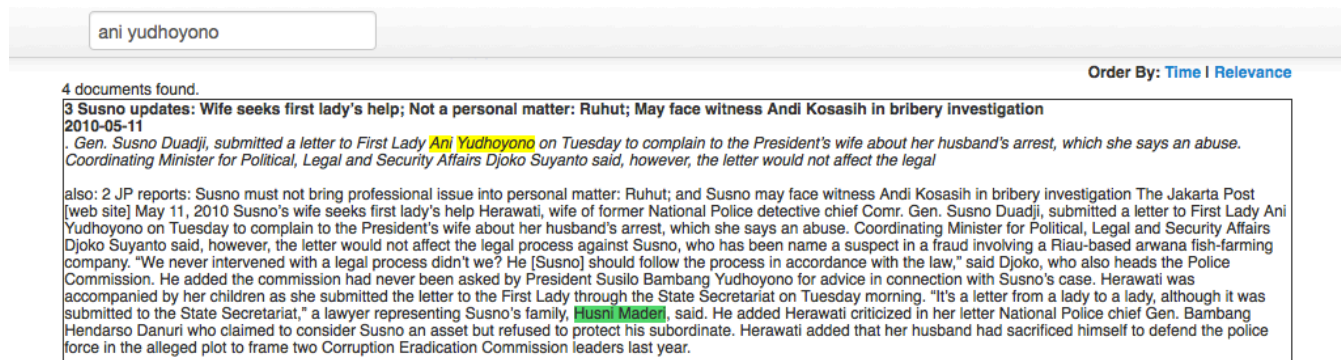 ani yudhoyono
Order By: Time | Relevance
4 documents found.
3 Susno updates: Wife seeks first lady's help; Not a personal matter: Ruhut; May face witness Andi Kosasih in bribery investigation
2010-05-11
. Gen. Susno Duadji, submitted a letter to First Lady Ani Yudhoyono on Tuesday to complain to the President's wife about her husband's arrest, which she says an abuse.
Coordinating Minister for Political, Legal and Security Affairs Djoko Suyanto said, however, the letter would not affect the legal
also: 2 JP reports: Susno must not bring professional issue into personal matter: Ruhut; and Susno may face witness Andi Kosasih in bribery investigation The Jakarta Post
[web site] May 11, 2010 Susno's wife seeks first lady's help Herawati, wife of former National Police detective chief Comr. Gen. Susno Duadji, submitted a letter to First Lady Ani
Yudhoyono on Tuesday to complain to the President's wife about her husband's arrest, which she says an abuse. Coordinating Minister for Political, Legal and Security Affairs
Djoko Suyanto said, however, the letter would not affect the legal process against Susno, who has been name a suspect in a fraud involving a Riau-based arwana fish-farming
company. "We never intervened with a legal process didn't we? He [Susno] should follow the process in accordance with the law," said Djoko, who also heads the Police
Commission. He added the commission had never been asked by President Susilo Bambang Yudhoyono for advice in connection with Susno's case. Herawati was
accompanied by her children as she submitted the letter to the First Lady through the State Secretariat on Tuesday morning. "It's a letter from a lady to a lady, although it was
submitted to the State Secretariat," a lawyer representing Susno's family, Husni Maderi, said. He added Herawati criticized in her letter National Police chief Gen. Bambang
Hendarso Danuri who claimed to consider Susno an asset but refused to protect his subordinate. Herawati added that her husband had sacrificed himself to defend the police
force in the alleged plot to frame two Corruption Eradication Commission leaders last year.